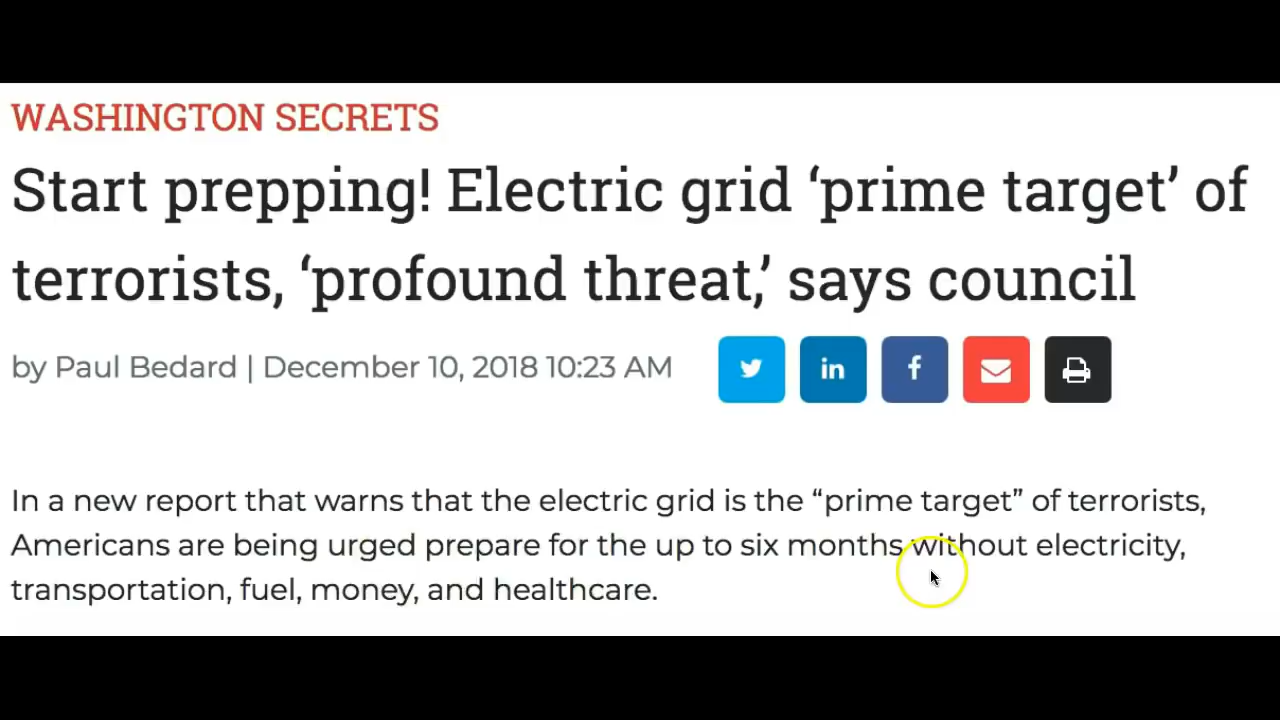 WASHINGTON SECRETS
Start prepping! Electric grid ‘prime target’ of
terrorists, ‘profound threat,’ says council
by Paul Bedard | December 10, 2018 10:23 AM
In a new report that warns that the electric grid is the “prime target” of terrorists,
Americans are being urged prepare for the up to six months without electricity,
transportation, fuel, money, and healthcare.